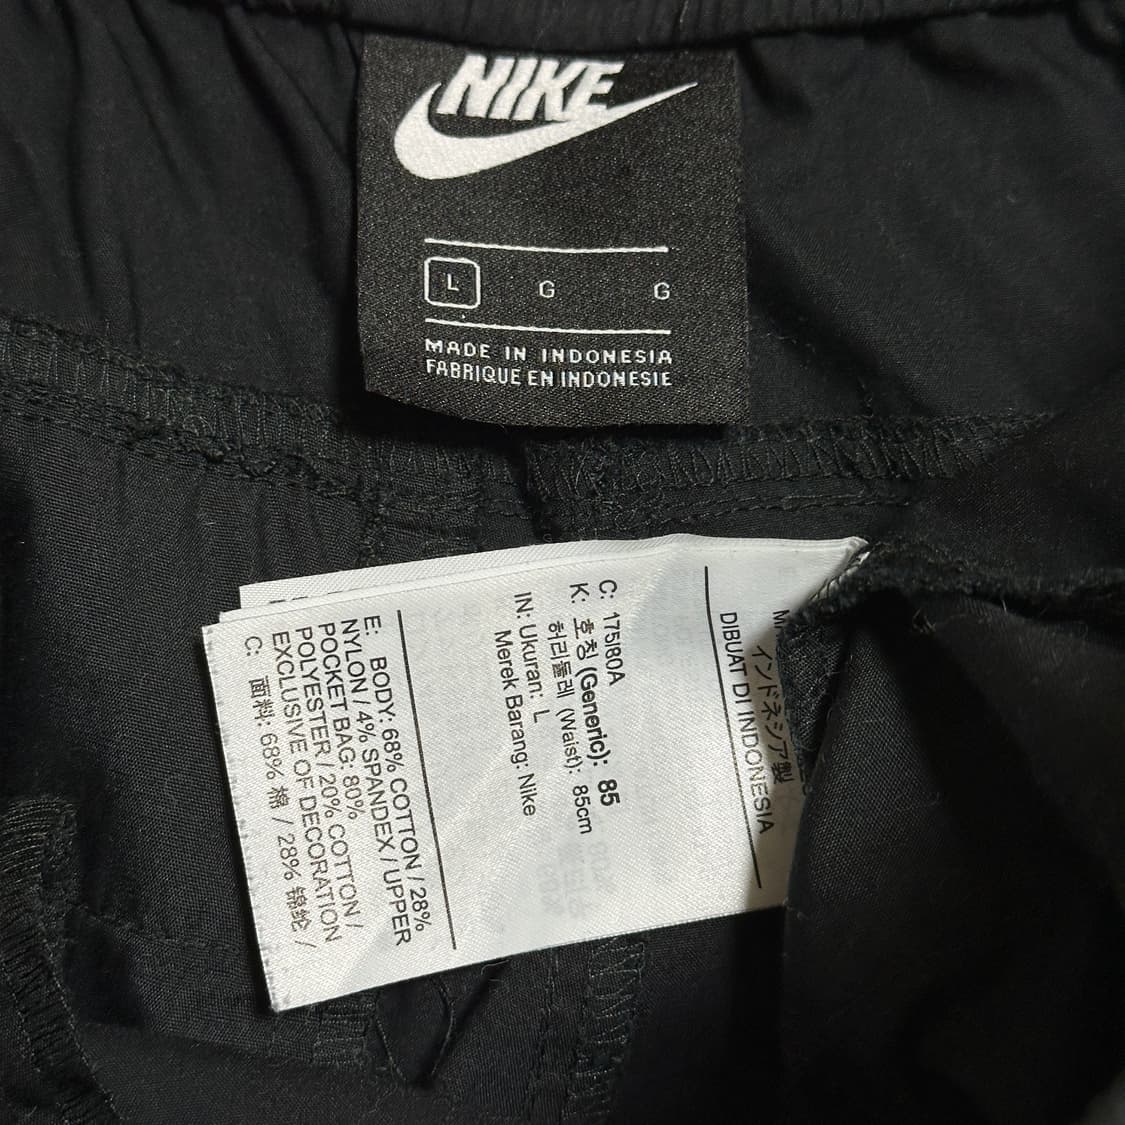 NIKE
L G G
MADE IN INDONESIA
FABRIQUE EN INDONESIE
インドネシア製
DIBUAT DI INDONESIA
C: 175/80A
K: 호칭 (Generic): 85
허리둘레 (Waist): 85cm
IN: Ukuran: L
Merek Barang: Nike
E: BODY: 68% COTTON / 28%
NYLON / 4% SPANDEX / UPPER
POCKET BAG: 80%
POLYESTER / 20% COTTON /
EXCLUSIVE OF DECORATION
C: 面料: 68% 棉 / 28% 锦纶 /